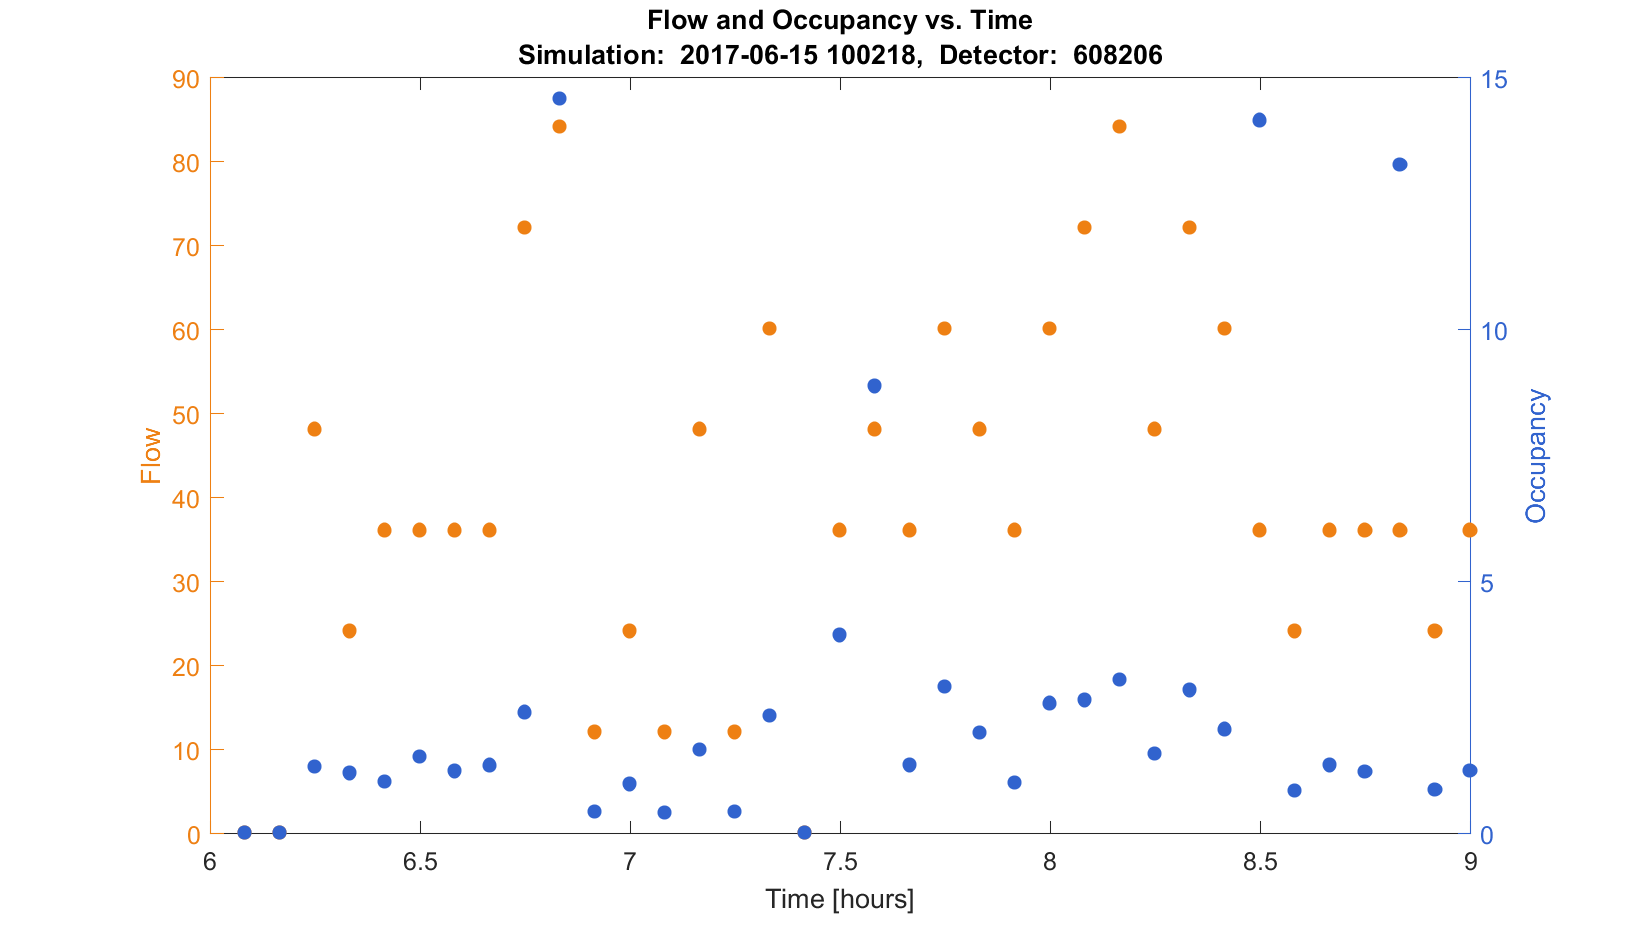 Flow and Occupancy vs. Time
Simulation:  2017-06-15 100218,  Detector:  608206
90
80
70
60
50
40
30
20
10
0
Flow
15
10
5
0
Occupancy
6 6.5 7 7.5 8 8.5 9
Time [hours]